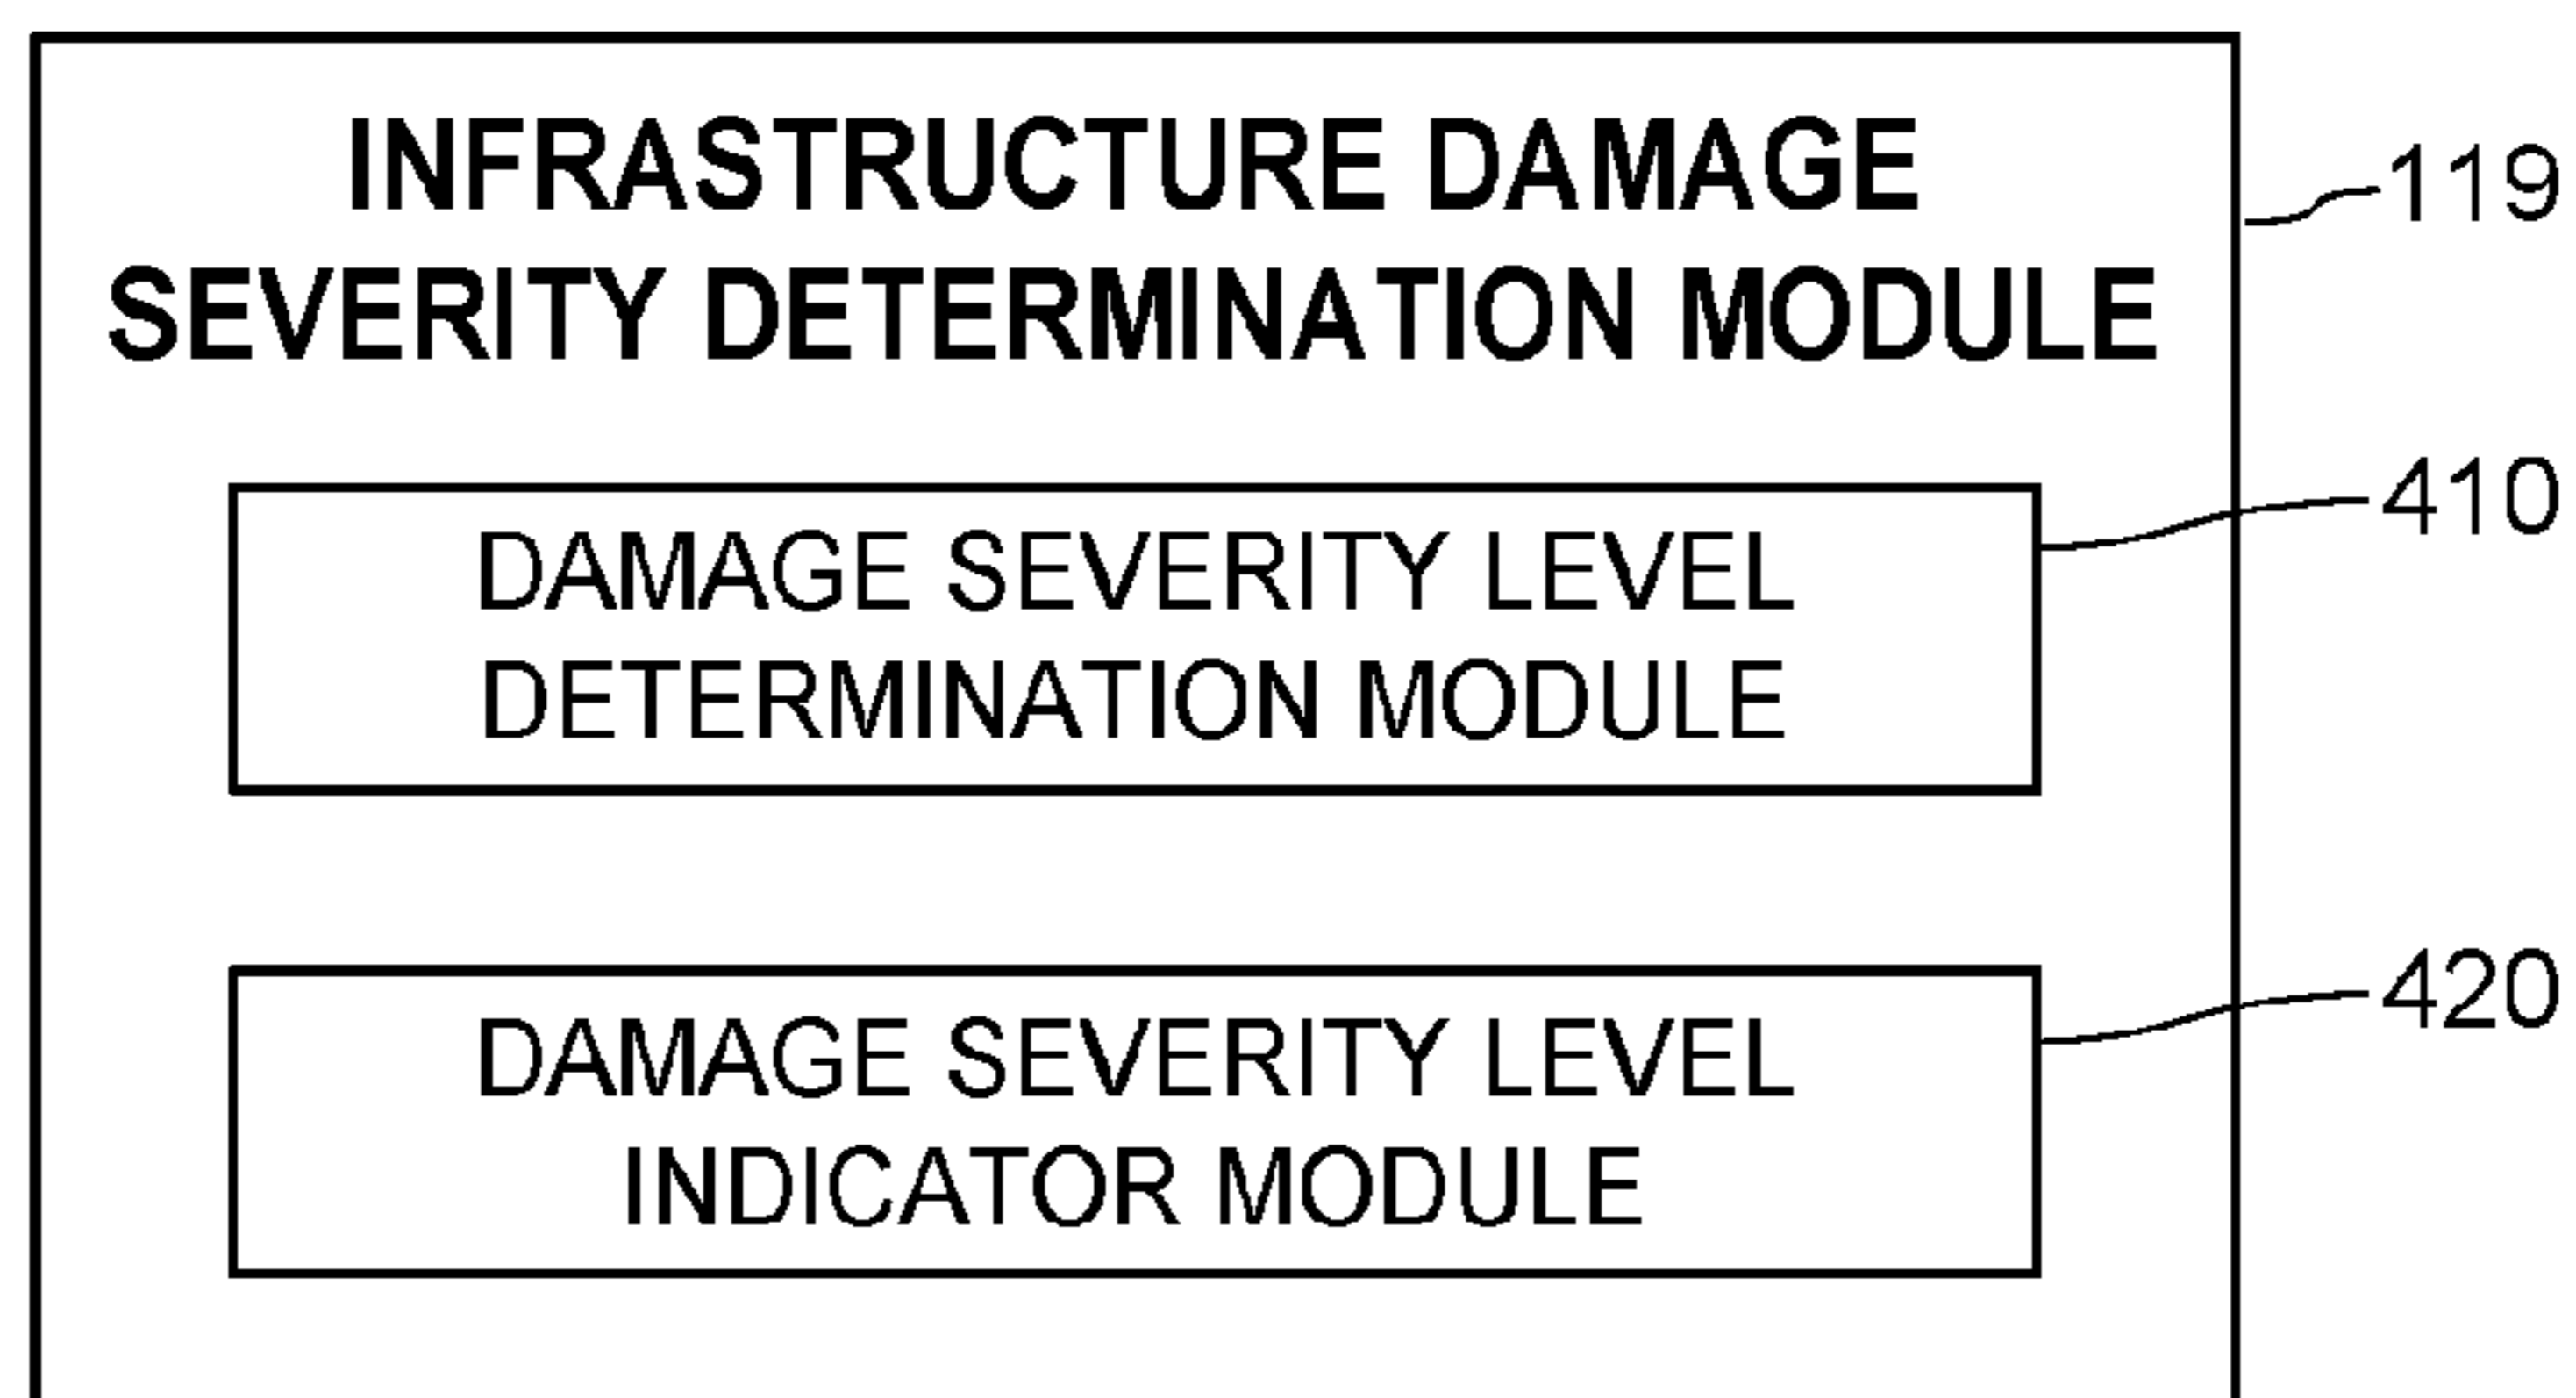 INFRASTRUCTURE DAMAGE
SEVERITY DETERMINATION MODULE
119
DAMAGE SEVERITY LEVEL
DETERMINATION MODULE
410
DAMAGE SEVERITY LEVEL
INDICATOR MODULE
420